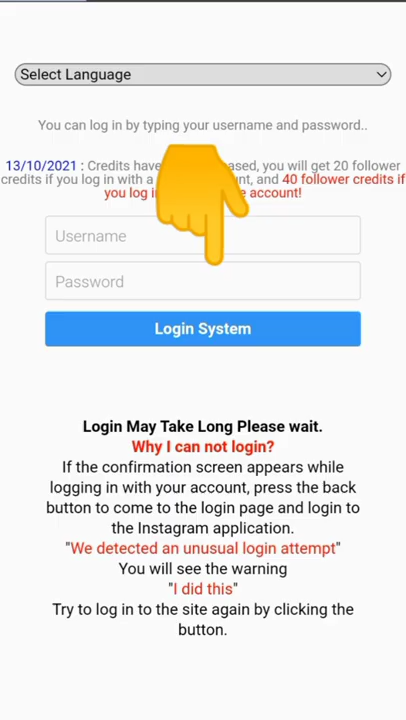 Select Language
You can log in by typing your username and password..
13/10/2021 : Credits have ased, you will get 20 follower
credits if you log in with a nt, and 40 follower credits if
you log in account!
Username
Password
Login System
Login May Take Long Please wait.
Why I can not login?
If the confirmation screen appears while
logging in with your account, press the back
button to come to the login page and login to
the Instagram application.
"We detected an unusual login attempt"
You will see the warning
"I did this"
Try to log in to the site again by clicking the
button.